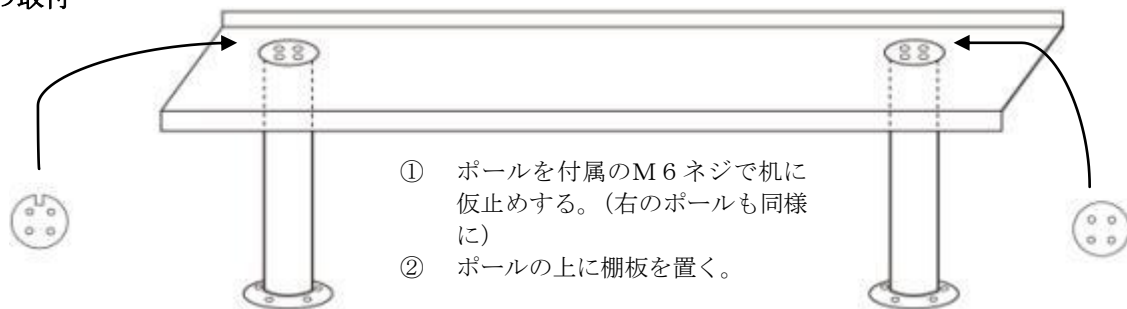 取付
① ポールを付属のM6ネジで机に
仮止めする。(右のポールも同様
に)
② ポールの上に棚板を置く。